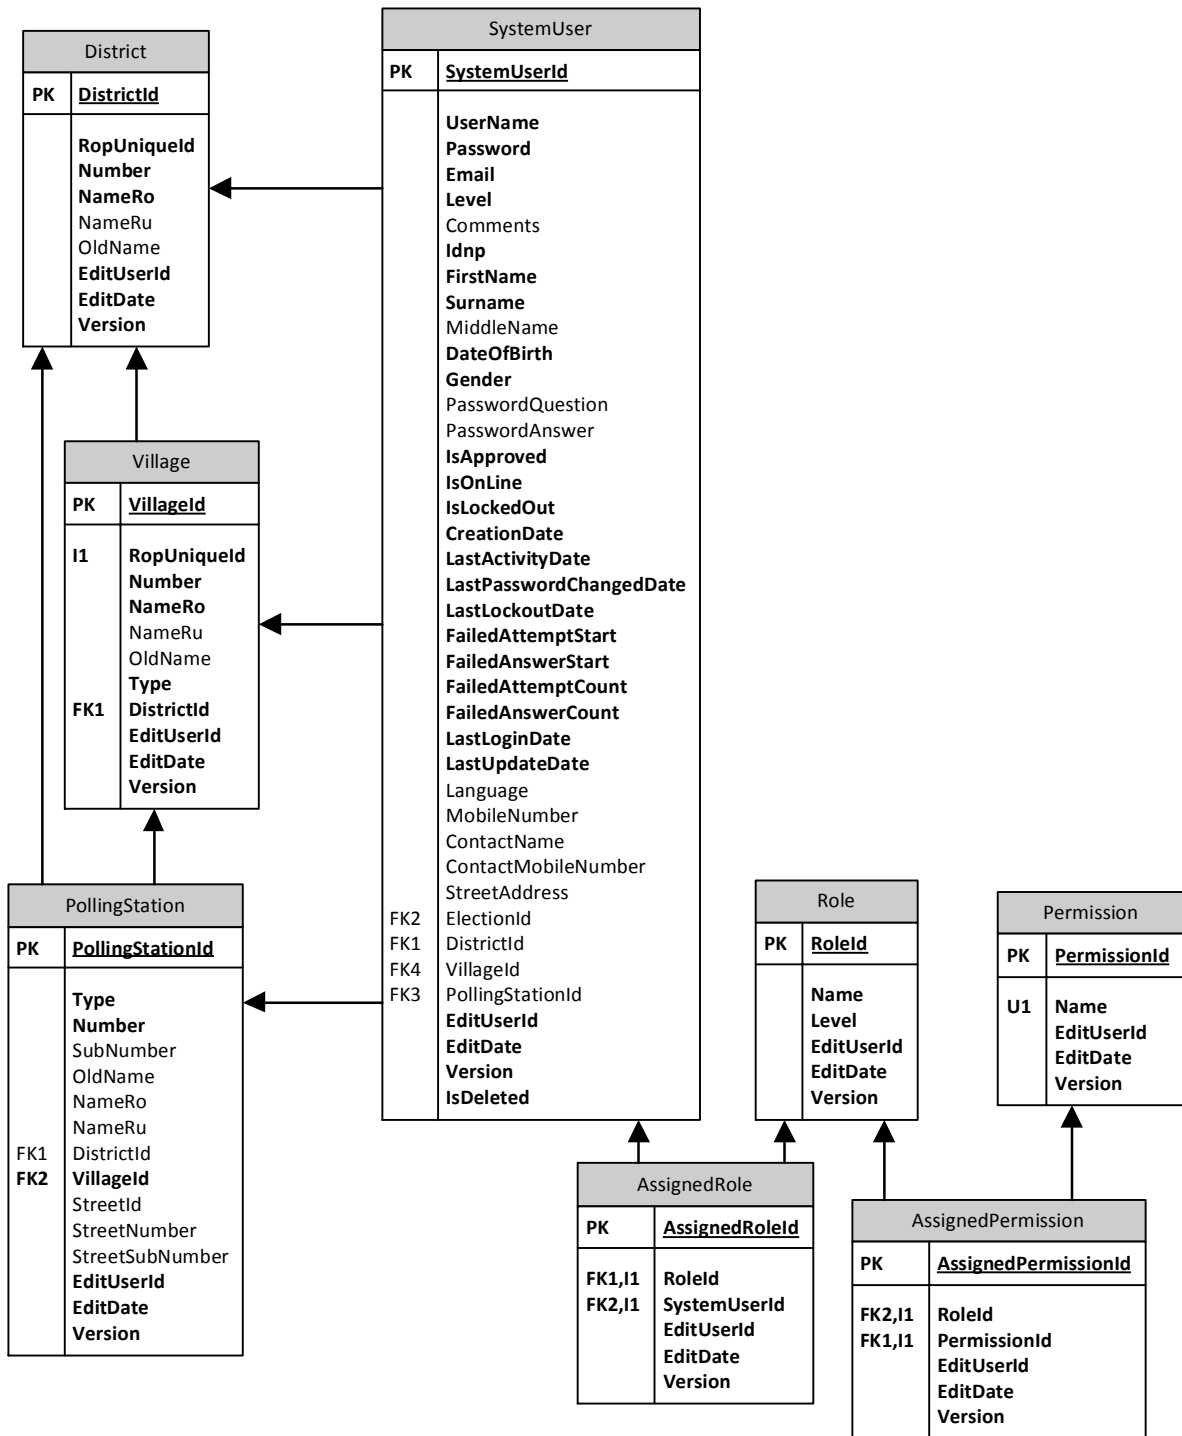 District
PK DistrictId
RopUniqueId
Number
NameRo
NameRu
OldName
EditUserId
EditDate
Version
SystemUser
PK SystemUserId
UserName
Password
Email
Level
Comments
Idnp
FirstName
Surname
MiddleName
DateOfBirth
Gender
PasswordQuestion
PasswordAnswer
IsApproved
IsOnLine
IsLockedOut
CreationDate
LastActivityDate
LastPasswordChangedDate
LastLockoutDate
FailedAttemptStart
FailedAnswerStart
FailedAttemptCount
FailedAnswerCount
LastLoginDate
LastUpdateDate
Language
MobileNumber
ContactName
ContactMobileNumber
StreetAddress
FK2 ElectionId
FK1 DistrictId
FK4 VillageId
FK3 PollingStationId
EditUserId
EditDate
Version
IsDeleted
Village
PK VillageId
I1 RopUniqueId
Number
NameRo
NameRu
OldName
Type
FK1 DistrictId
EditUserId
EditDate
Version
PollingStation
PK PollingStationId
Type
Number
SubNumber
OldName
NameRo
NameRu
FK1 DistrictId
FK2 VillageId
StreetId
StreetNumber
StreetSubNumber
EditUserId
EditDate
Version
Role
PK RoleId
Name
Level
EditUserId
EditDate
Version
Permission
PK PermissionId
U1 Name
EditUserId
EditDate
Version
AssignedRole
PK AssignedRoleId
FK1,I1 RoleId
FK2,I1 SystemUserId
EditUserId
EditDate
Version
AssignedPermission
PK AssignedPermissionId
FK2,I1 RoleId
FK1,I1 PermissionId
EditUserId
EditDate
Version